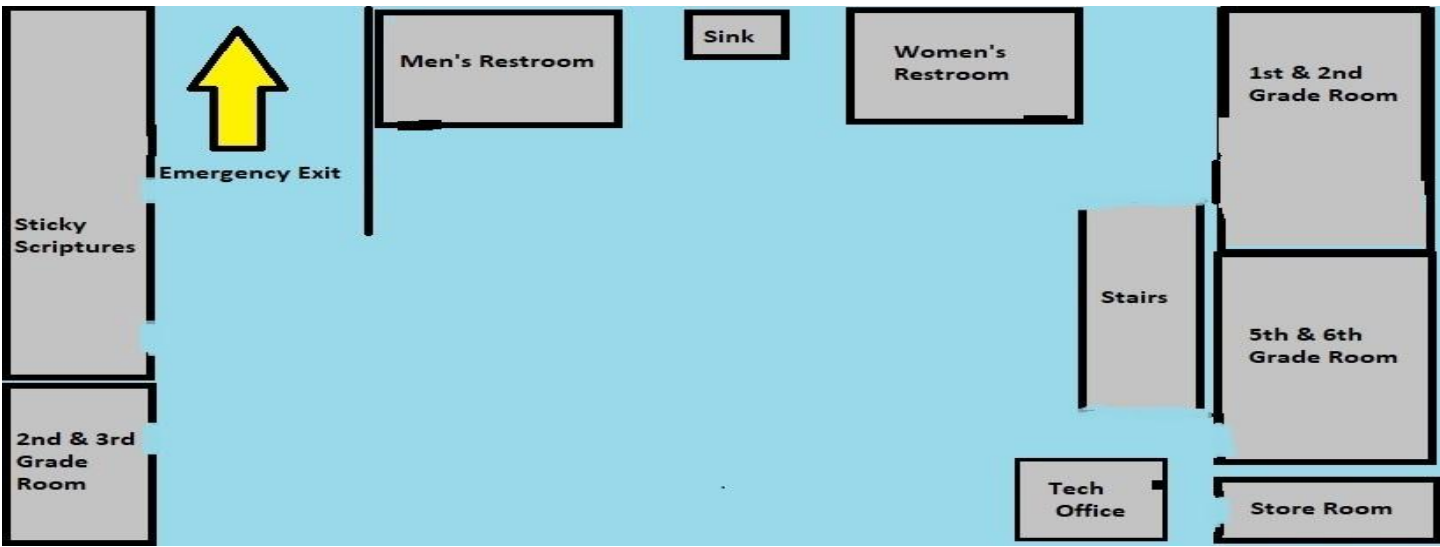 Sink
Men's Restroom
Women's
Restroom
1st & 2nd
Grade Room
Emergency Exit
Sticky
Scriptures
Stairs
5th & 6th
Grade Room
2nd & 3rd
Grade
Room
Tech
Office
Store Room